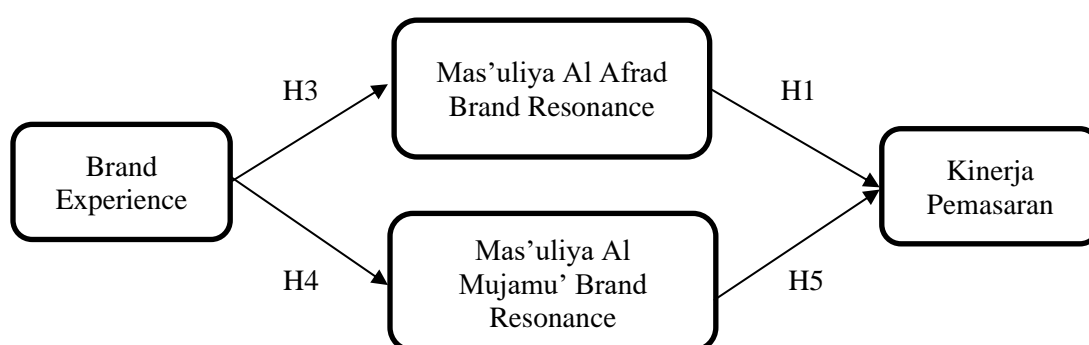 Mas’uliya Al Afrad
Brand Resonance
H3
H1
Brand
Experience
Kinerja
Pemasaran
Mas’uliya Al
Mujamu’ Brand
Resonance
H4
H5